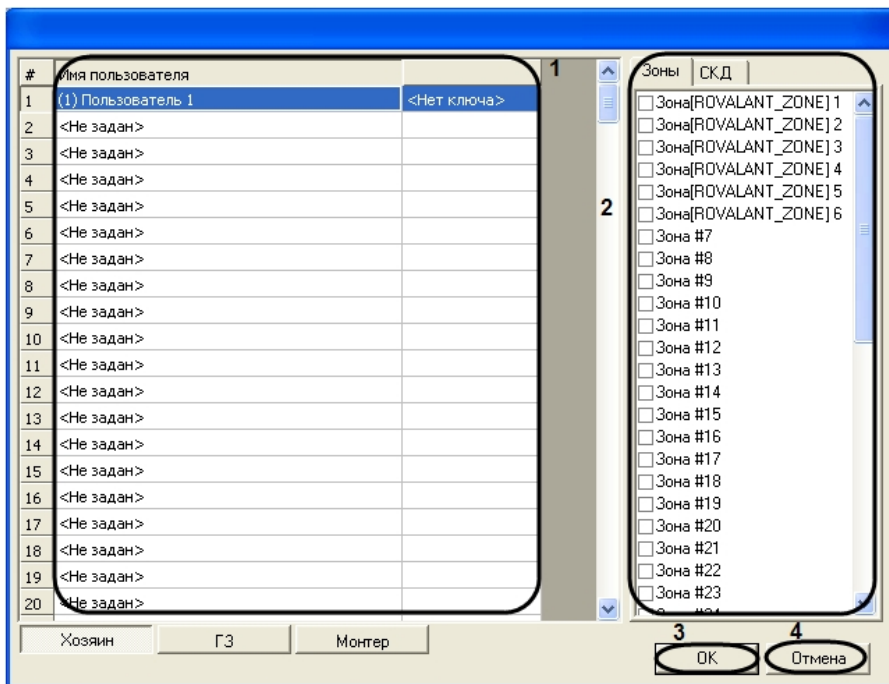 # Имя пользователя
1 (1) Пользователь 1 <Нет ключа>
2 <Не задан>
3 <Не задан>
4 <Не задан>
5 <Не задан>
6 <Не задан>
7 <Не задан>
8 <Не задан>
9 <Не задан>
10 <Не задан>
11 <Не задан>
12 <Не задан>
13 <Не задан>
14 <Не задан>
15 <Не задан>
16 <Не задан>
17 <Не задан>
18 <Не задан>
19 <Не задан>
20 <Не задан>
Хозяин ГЗ Монтер
1
2
Зоны СКД
Зона[ROVALANT_ZONE] 1
Зона[ROVALANT_ZONE] 2
Зона[ROVALANT_ZONE] 3
Зона[ROVALANT_ZONE] 4
Зона[ROVALANT_ZONE] 5
Зона[ROVALANT_ZONE] 6
Зона #7
Зона #8
Зона #9
Зона #10
Зона #11
Зона #12
Зона #13
Зона #14
Зона #15
Зона #16
Зона #17
Зона #18
Зона #19
Зона #20
Зона #21
Зона #22
Зона #23
3 4
OK Отмена